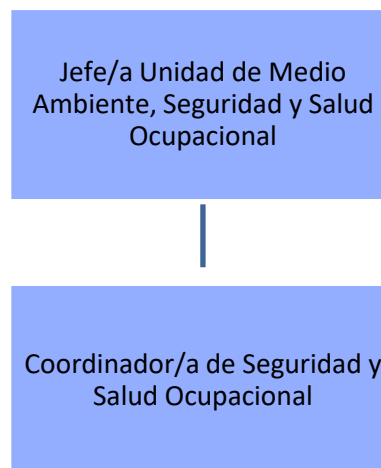 Jefe/a Unidad de Medio
Ambiente, Seguridad y Salud
Ocupacional
Coordinador/a de Seguridad y
Salud Ocupacional